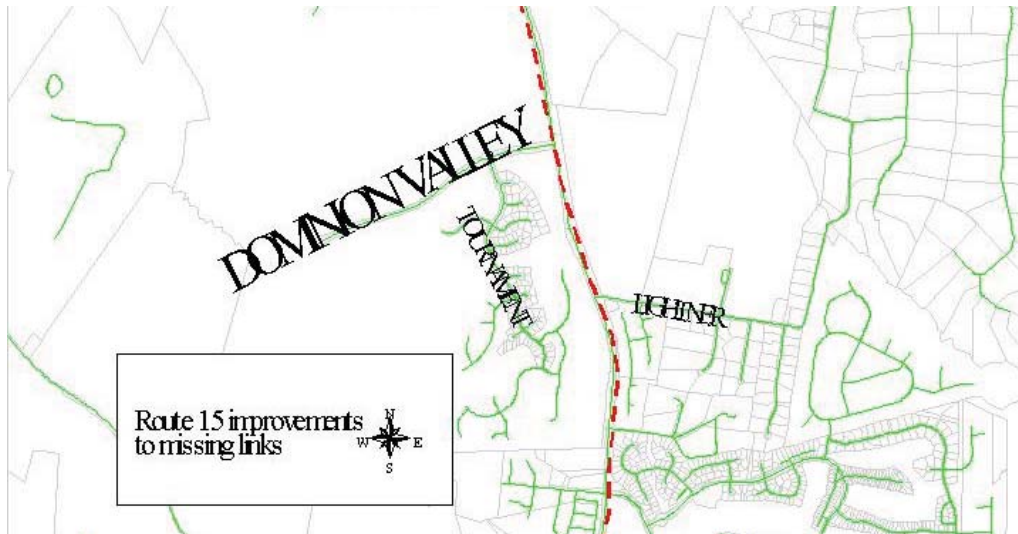 DOMINION VALLEY
TOURNAMENT
LIGHTNER
Route 15 improvements
to missing links
N
W E
S